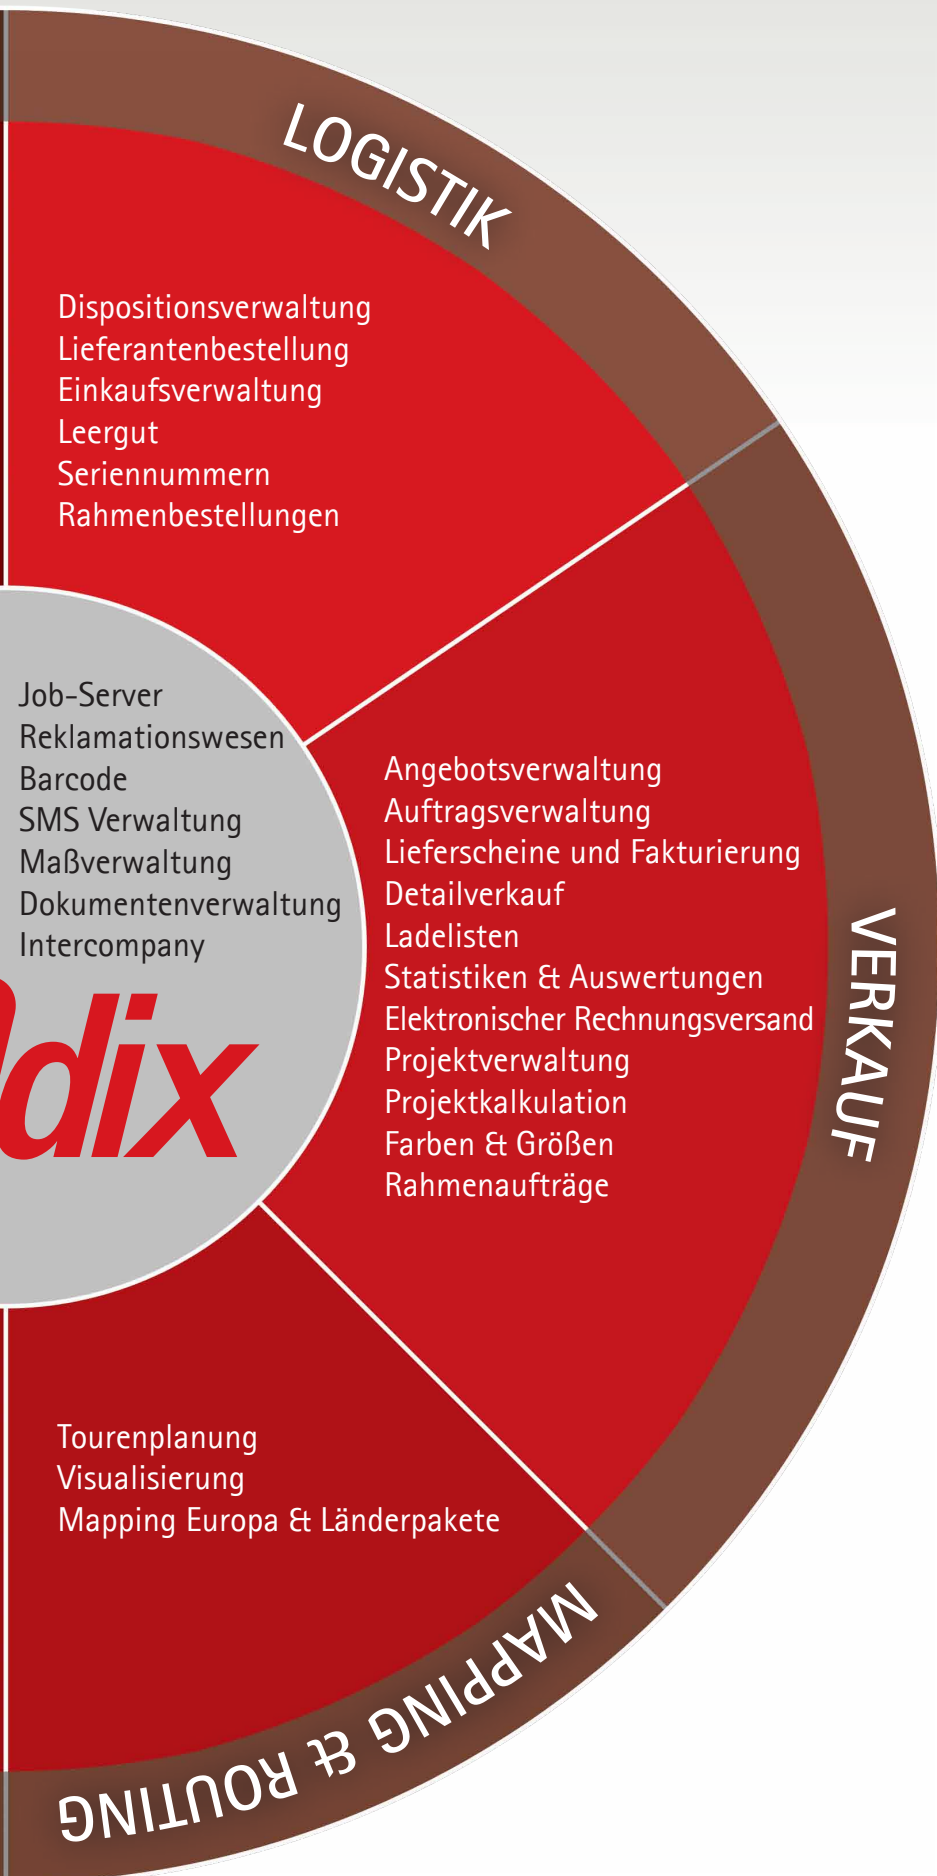 LOGISTIK
Dispositionsverwaltung
Lieferantenbestellung
Einkaufsverwaltung
Leergut
Seriennummern
Rahmenbestellungen
Job-Server
Reklamationswesen
Barcode
SMS Verwaltung
Maßverwaltung
Dokumentenverwaltung
Intercompany
dix
Angebotsverwaltung
Auftragsverwaltung
Lieferscheine und Fakturierung
Detailverkauf
Ladelisten
Statistiken & Auswertungen
Elektronischer Rechnungsversand
Projektverwaltung
Projektkalkulation
Farben & Größen
Rahmenaufträge
VERKAUF
Tourenplanung
Visualisierung
Mapping Europa & Länderpakete
MAPPING & ROUTING